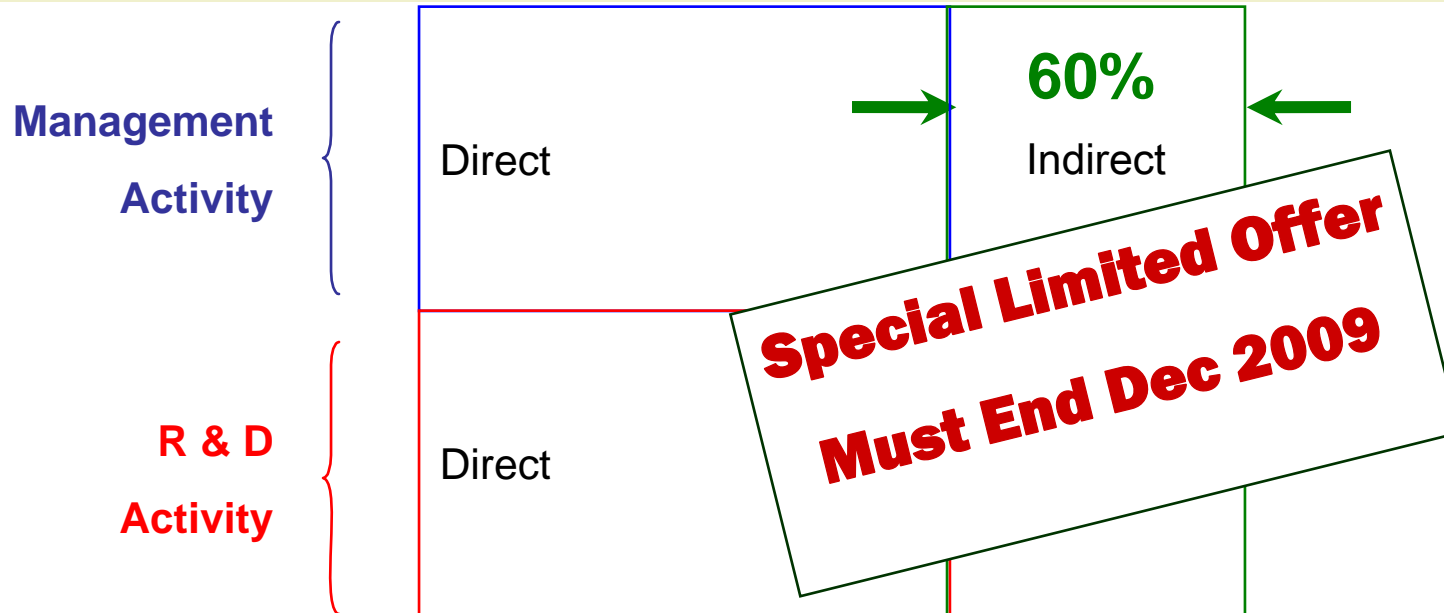 Management
Activity
Direct
60%
Indirect
Special Limited Offer
Must End Dec 2009
R & D
Activity
Direct